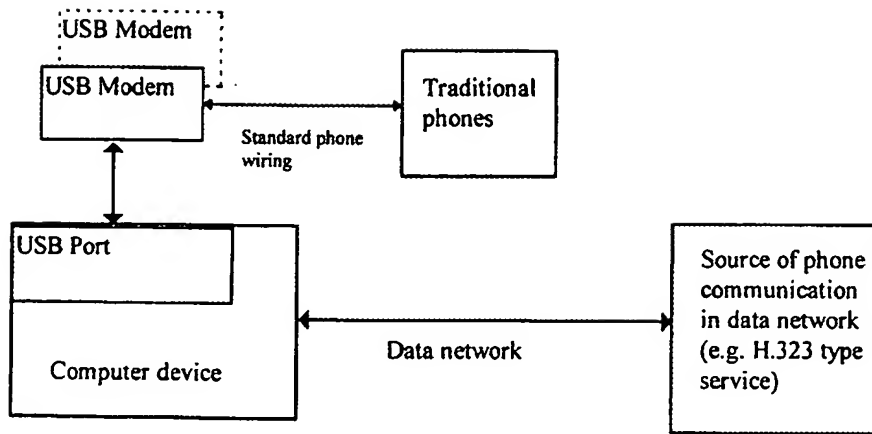 USB Modem
USB Modem
Traditional
phones
Standard phone
wiring
USB Port
Computer device
Data network
Source of phone
communication
in data network
(e.g. H.323 type
service)